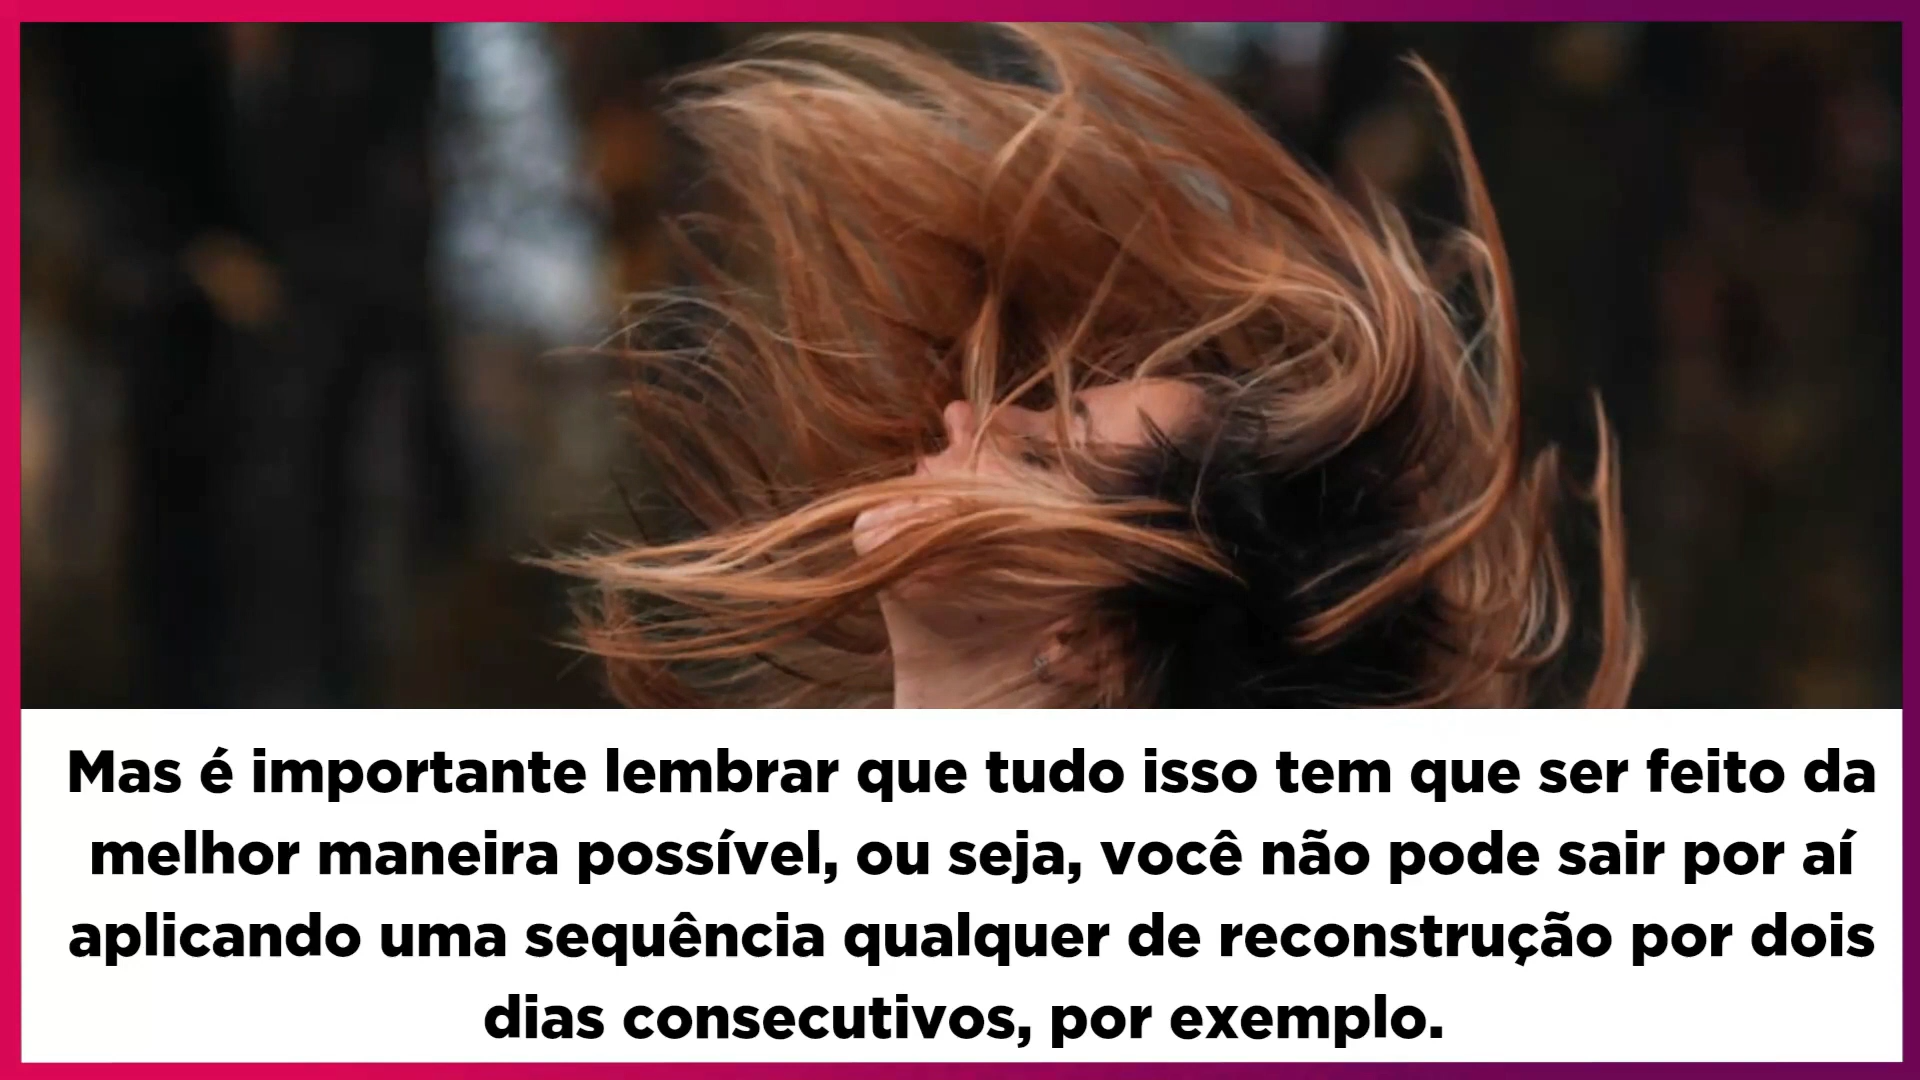 Mas é importante lembrar que tudo isso tem que ser feito da
melhor maneira possível, ou seja, você não pode sair por aí
aplicando uma sequência qualquer de reconstrução por dois
dias consecutivos, por exemplo.